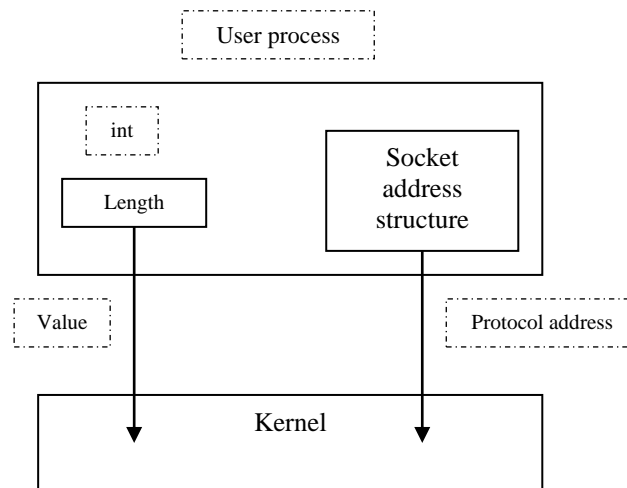 User process
int
Length
Socket
address
structure
Value
Protocol address
Kernel